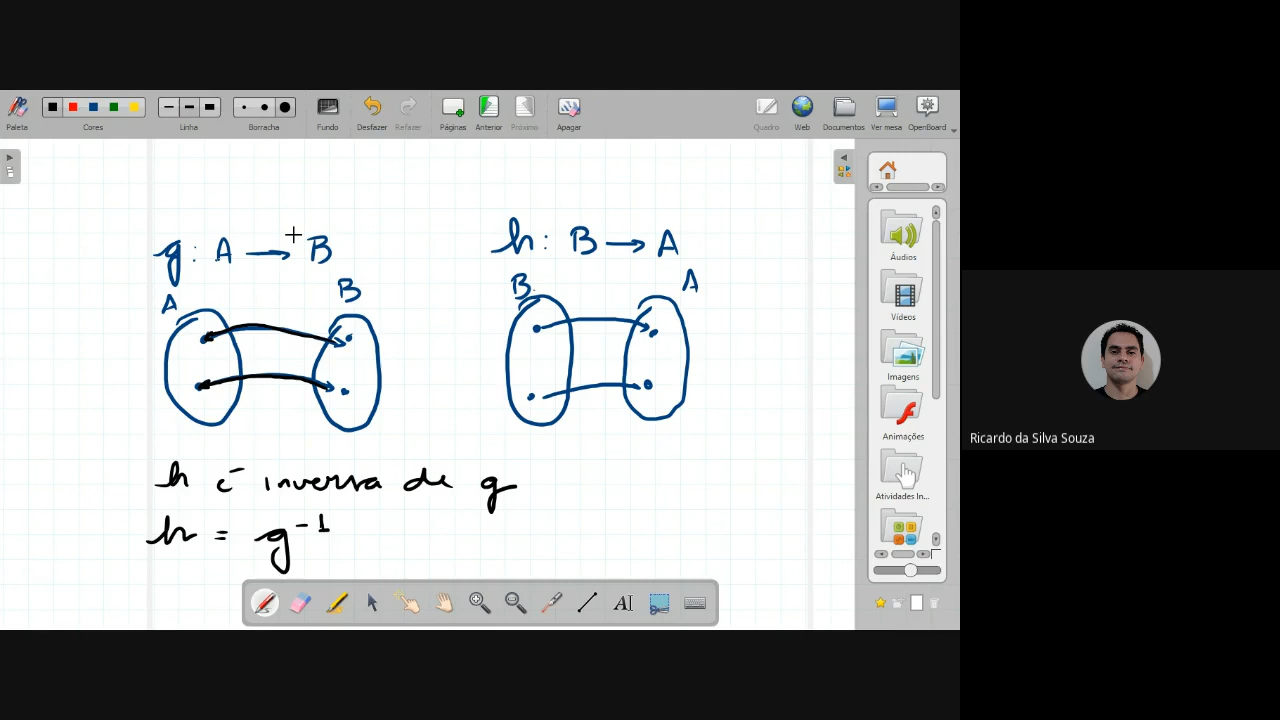 Paleta Cores Linha Borracha Fundo Desfazer Refazer Páginas Anterior Próximo Apagar Quadro Web Documentos Ver mesa OpenBoard
g: A → B
h: B → A
A B
B A
h é inversa de g
h = g⁻¹
Áudios
Vídeos
Imagens
Animações
Atividades In...
AI
Ricardo da Silva Souza